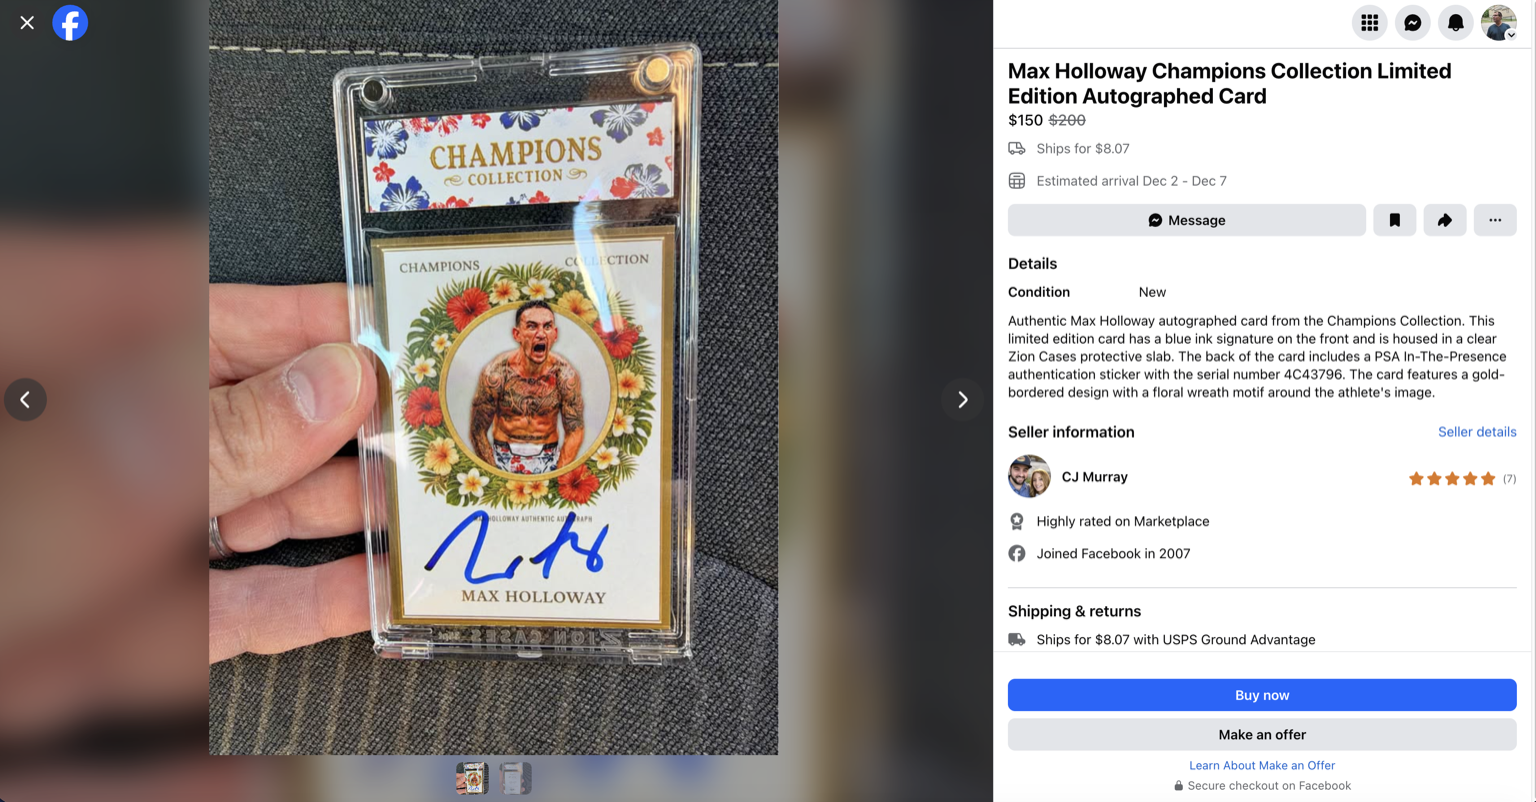 CHAMPIONS
COLLECTION
CHAMPIONS COLLECTION
HOLLOWAY AUTHENTIC
MAX HOLLOWAY
ZION CASES
Max Holloway Champions Collection Limited
Edition Autographed Card
$150 $200
Ships for $8.07
Estimated arrival Dec 2 - Dec 7
Message
Details
Condition New
Authentic Max Holloway autographed card from the Champions Collection. This
limited edition card has a blue ink signature on the front and is housed in a clear
Zion Cases protective slab. The back of the card includes a PSA In-The-Presence
authentication sticker with the serial number 4C43796. The card features a gold-
bordered design with a floral wreath motif around the athlete's image.
Seller information Seller details
CJ Murray (7)
Highly rated on Marketplace
Joined Facebook in 2007
Shipping & returns
Ships for $8.07 with USPS Ground Advantage
Buy now
Make an offer
Learn About Make an Offer
Secure checkout on Facebook